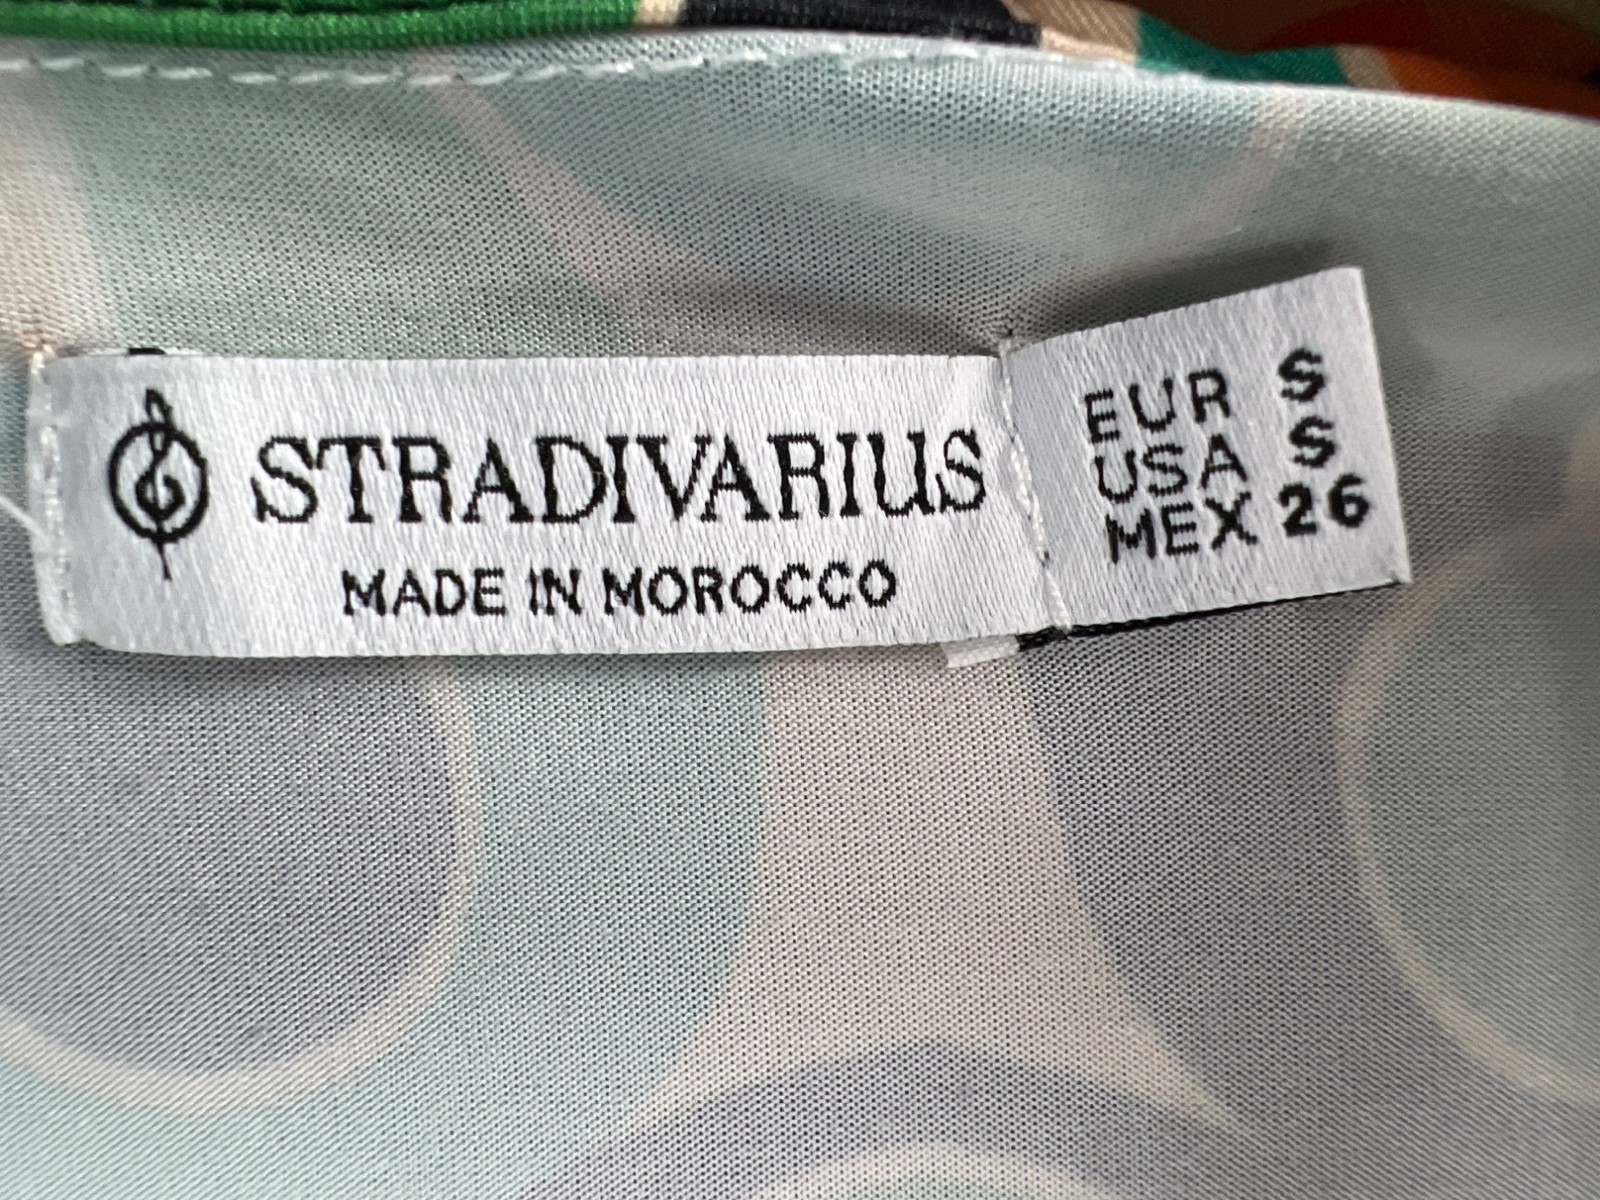 STRADIVARIUS
MADE IN MOROCCO
EUR S
USA S
MEX 26